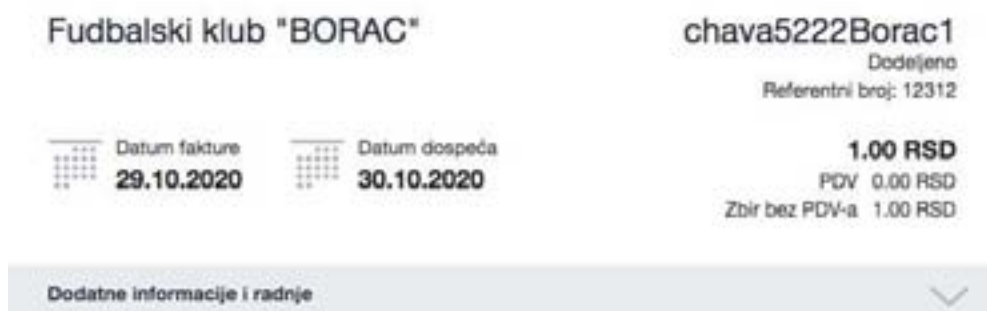 Fudbalski klub "BORAC"
chava5222Borac1
Dodeljeno
Referentni broj: 12312
Datum fakture
29.10.2020
Datum dospeća
30.10.2020
1.00 RSD
PDV 0.00 RSD
Zbir bez PDV-a 1.00 RSD
Dodatne informacije i radnje